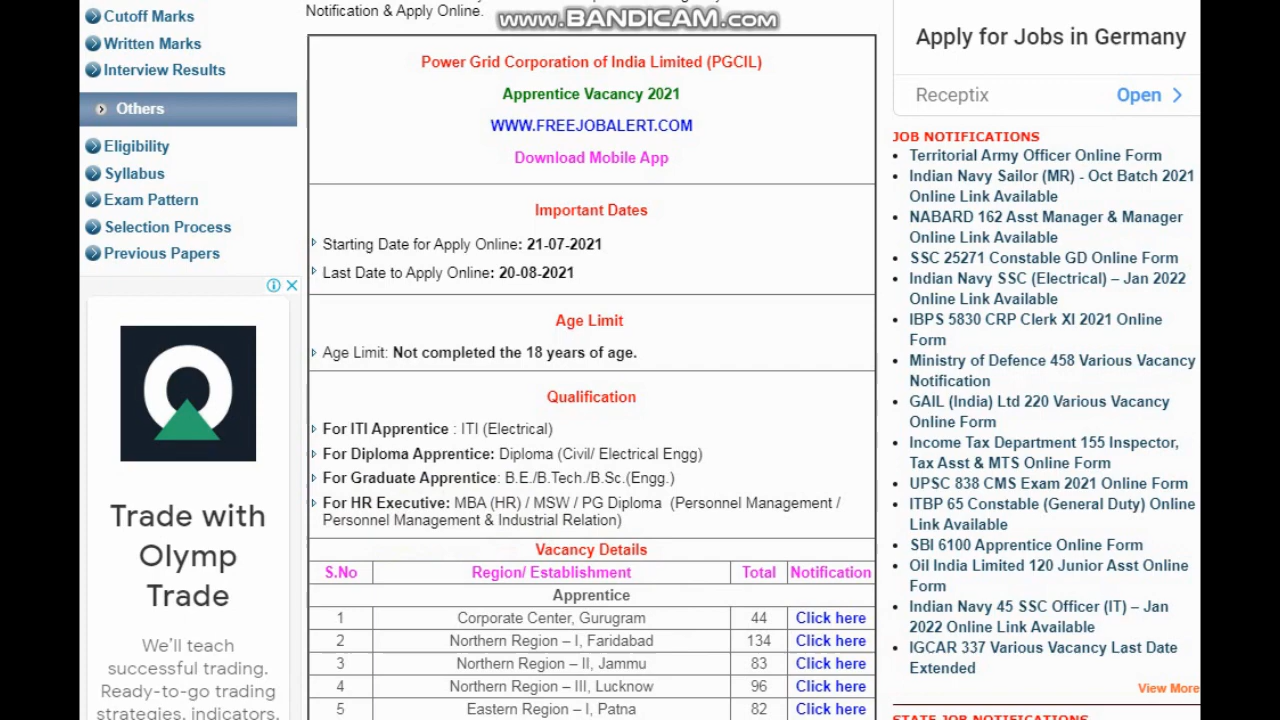 Cutoff Marks
Written Marks
Interview Results
Others
Eligibility
Syllabus
Exam Pattern
Selection Process
Previous Papers
Trade with
Olymp
Trade
We'll teach
successful trading.
Ready-to-go trading
strategies, indicators,
Notification & Apply Online.
www.BANDICAM.com
Power Grid Corporation of India Limited (PGCIL)
Apprentice Vacancy 2021
WWW.FREEJOBALERT.COM
Download Mobile App
Important Dates
Starting Date for Apply Online: 21-07-2021
Last Date to Apply Online: 20-08-2021
Age Limit
Age Limit: Not completed the 18 years of age.
Qualification
For ITI Apprentice : ITI (Electrical)
For Diploma Apprentice: Diploma (Civil/ Electrical Engg)
For Graduate Apprentice: B.E./B.Tech./B.Sc.(Engg.)
For HR Executive: MBA (HR) / MSW / PG Diploma (Personnel Management /
Personnel Management & Industrial Relation)
Vacancy Details
S.No Region/ Establishment Total Notification
Apprentice
1 Corporate Center, Gurugram 44 Click here
2 Northern Region – I, Faridabad 134 Click here
3 Northern Region – II, Jammu 83 Click here
4 Northern Region – III, Lucknow 96 Click here
5 Eastern Region – I, Patna 82 Click here
Apply for Jobs in Germany
Receptix Open
JOB NOTIFICATIONS
Territorial Army Officer Online Form
Indian Navy Sailor (MR) - Oct Batch 2021
Online Link Available
NABARD 162 Asst Manager & Manager
Online Link Available
SSC 25271 Constable GD Online Form
Indian Navy SSC (Electrical) – Jan 2022
Online Link Available
IBPS 5830 CRP Clerk XI 2021 Online
Form
Ministry of Defence 458 Various Vacancy
Notification
GAIL (India) Ltd 220 Various Vacancy
Online Form
Income Tax Department 155 Inspector,
Tax Asst & MTS Online Form
UPSC 838 CMS Exam 2021 Online Form
ITBP 65 Constable (General Duty) Online
Link Available
SBI 6100 Apprentice Online Form
Oil India Limited 120 Junior Asst Online
Form
Indian Navy 45 SSC Officer (IT) – Jan
2022 Online Link Available
IGCAR 337 Various Vacancy Last Date
Extended
View More
STATE JOB NOTIFICATIONS